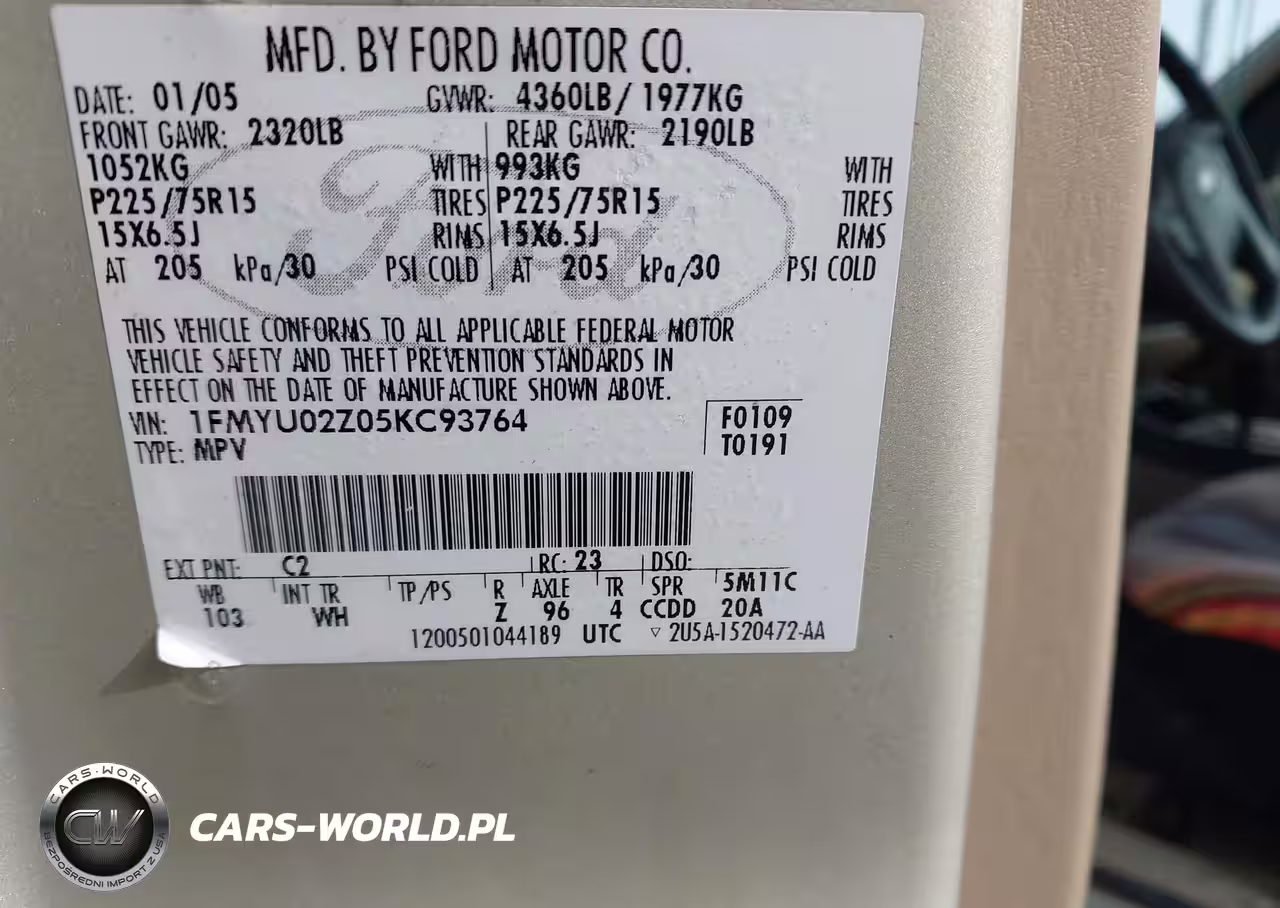 MFD. BY FORD MOTOR CO.
DATE: 01/05 GVWR: 4360LB/ 1977KG
FRONT GAWR: 2320LB REAR GAWR: 2190LB
1052KG WITH 993KG WITH
P225/75R15 TIRES P225/75R15 TIRES
15X6.5J RIMS 15X6.5J RIMS
AT 205 kPa/30 PSI COLD AT 205 kPa/30 PSI COLD
Ford
THIS VEHICLE CONFORMS TO ALL APPLICABLE FEDERAL MOTOR
VEHICLE SAFETY AND THEFT PREVENTION STANDARDS IN
EFFECT ON THE DATE OF MANUFACTURE SHOWN ABOVE.
VIN: 1FMYU02Z05KC93764 F0109
TYPE: MPV T0191
EXT PNT: C2 RC: 23 DSO:
WB INT TR TP/PS R AXLE TR SPR 5M11C
103 WH Z 96 4 CCDD 20A
1200501044189 UTC ▽ 2U5A-1520472-AA
CARS-WORLD
CW
BEZPOŚREDNI IMPORT Z USA
CARS-WORLD.PL